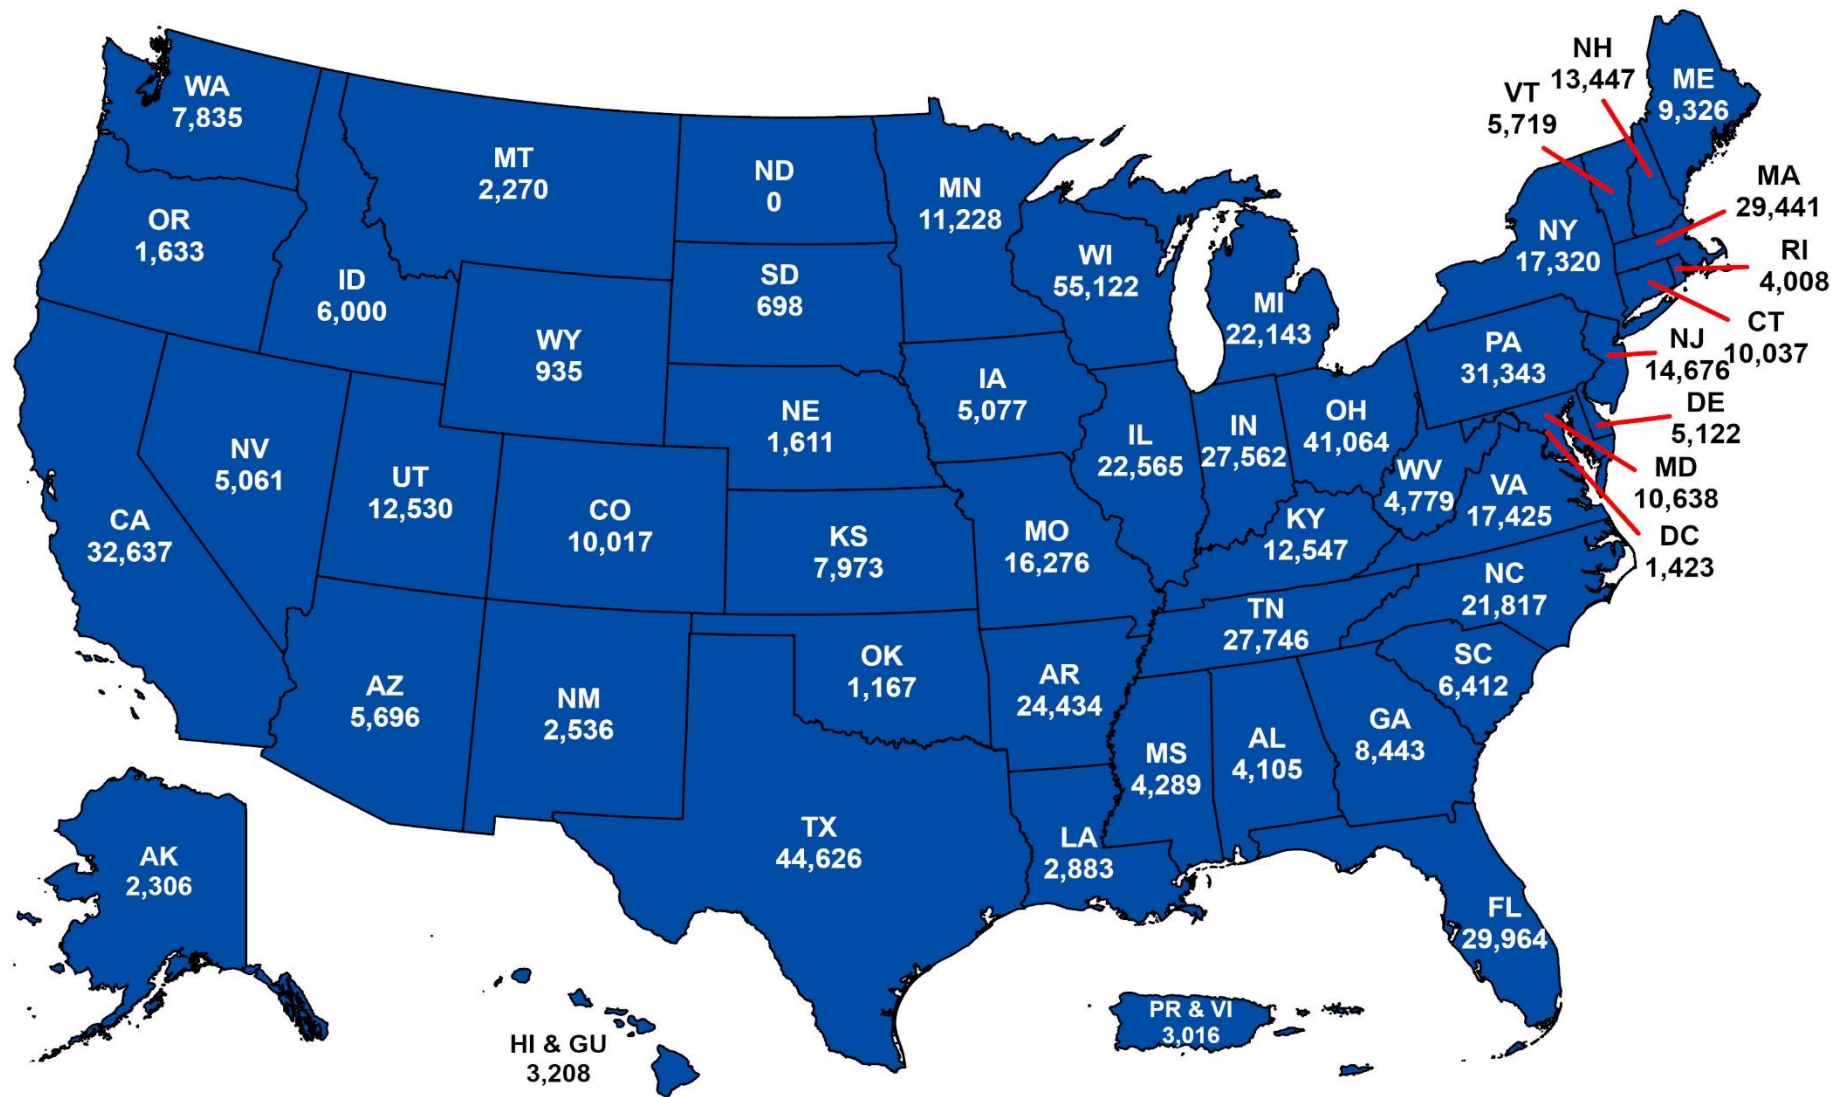 NH
13,447
ME
9,326
VT
5,719
WA
7,835
MT
2,270
ND
0
MN
11,228
MA
29,441
OR
1,633
ID
6,000
SD
698
WI
55,122
MI
22,143
NY
17,320
RI
4,008
WY
935
CT
10,037
NJ
14,676
PA
31,343
IA
5,077
NE
1,611
OH
41,064
DE
5,122
NV
5,061
UT
12,530
IL
22,565
IN
27,562
WV
4,779
MD
10,638
VA
17,425
CA
32,637
CO
10,017
KS
7,973
MO
16,276
KY
12,547
DC
1,423
NC
21,817
TN
27,746
OK
1,167
AR
24,434
SC
6,412
AZ
5,696
NM
2,536
MS
4,289
AL
4,105
GA
8,443
TX
44,626
LA
2,883
AK
2,306
FL
29,964
PR & VI
3,016
HI & GU
3,208